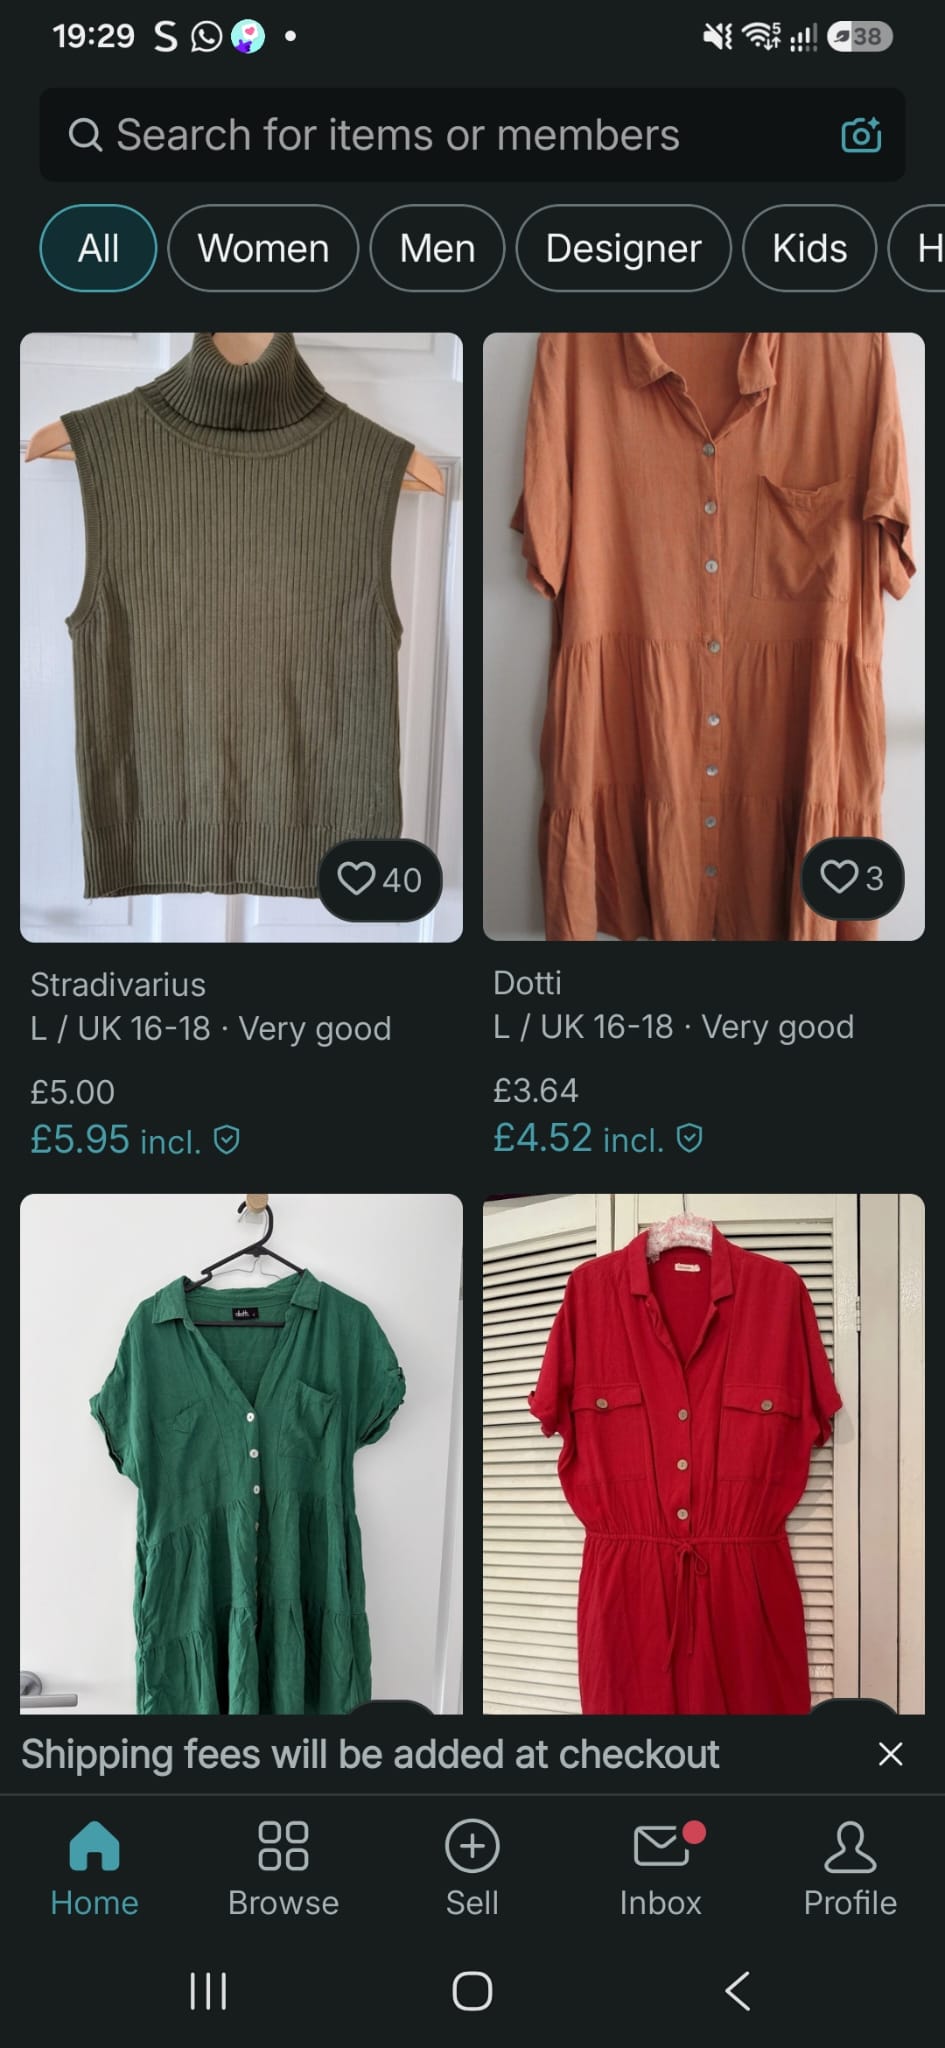 19:29
38
Search for items or members
All
Women
Men
Designer
Kids
H
40
3
Stradivarius
L / UK 16-18 · Very good
£5.00
£5.95 incl.
Dotti
L / UK 16-18 · Very good
£3.64
£4.52 incl.
dotti
Shipping fees will be added at checkout
Home
Browse
Sell
Inbox
Profile